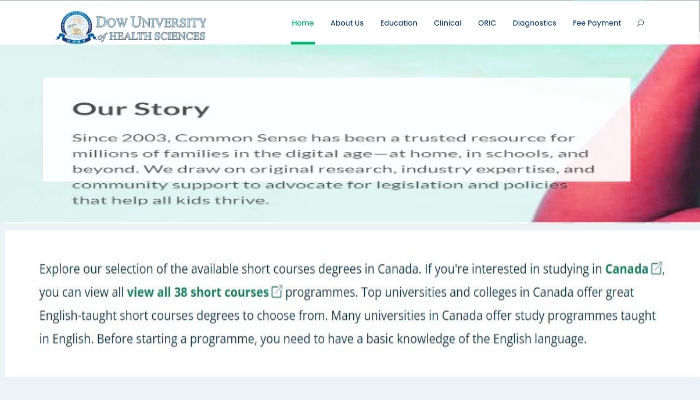 Dow University
of Health Sciences
Home About Us Education Clinical ORIC Diagnostics Fee Payment
Our Story
Since 2003, Common Sense has been a trusted resource for
millions of families in the digital age—at home, in schools, and
beyond. We draw on original research, industry expertise, and
community support to advocate for legislation and policies
that help all kids thrive.
Explore our selection of the available short courses degrees in Canada. If you're interested in studying in Canada,
you can view all view all 38 short courses programmes. Top universities and colleges in Canada offer great
English-taught short courses degrees to choose from. Many universities in Canada offer study programmes taught
in English. Before starting a programme, you need to have a basic knowledge of the English language.